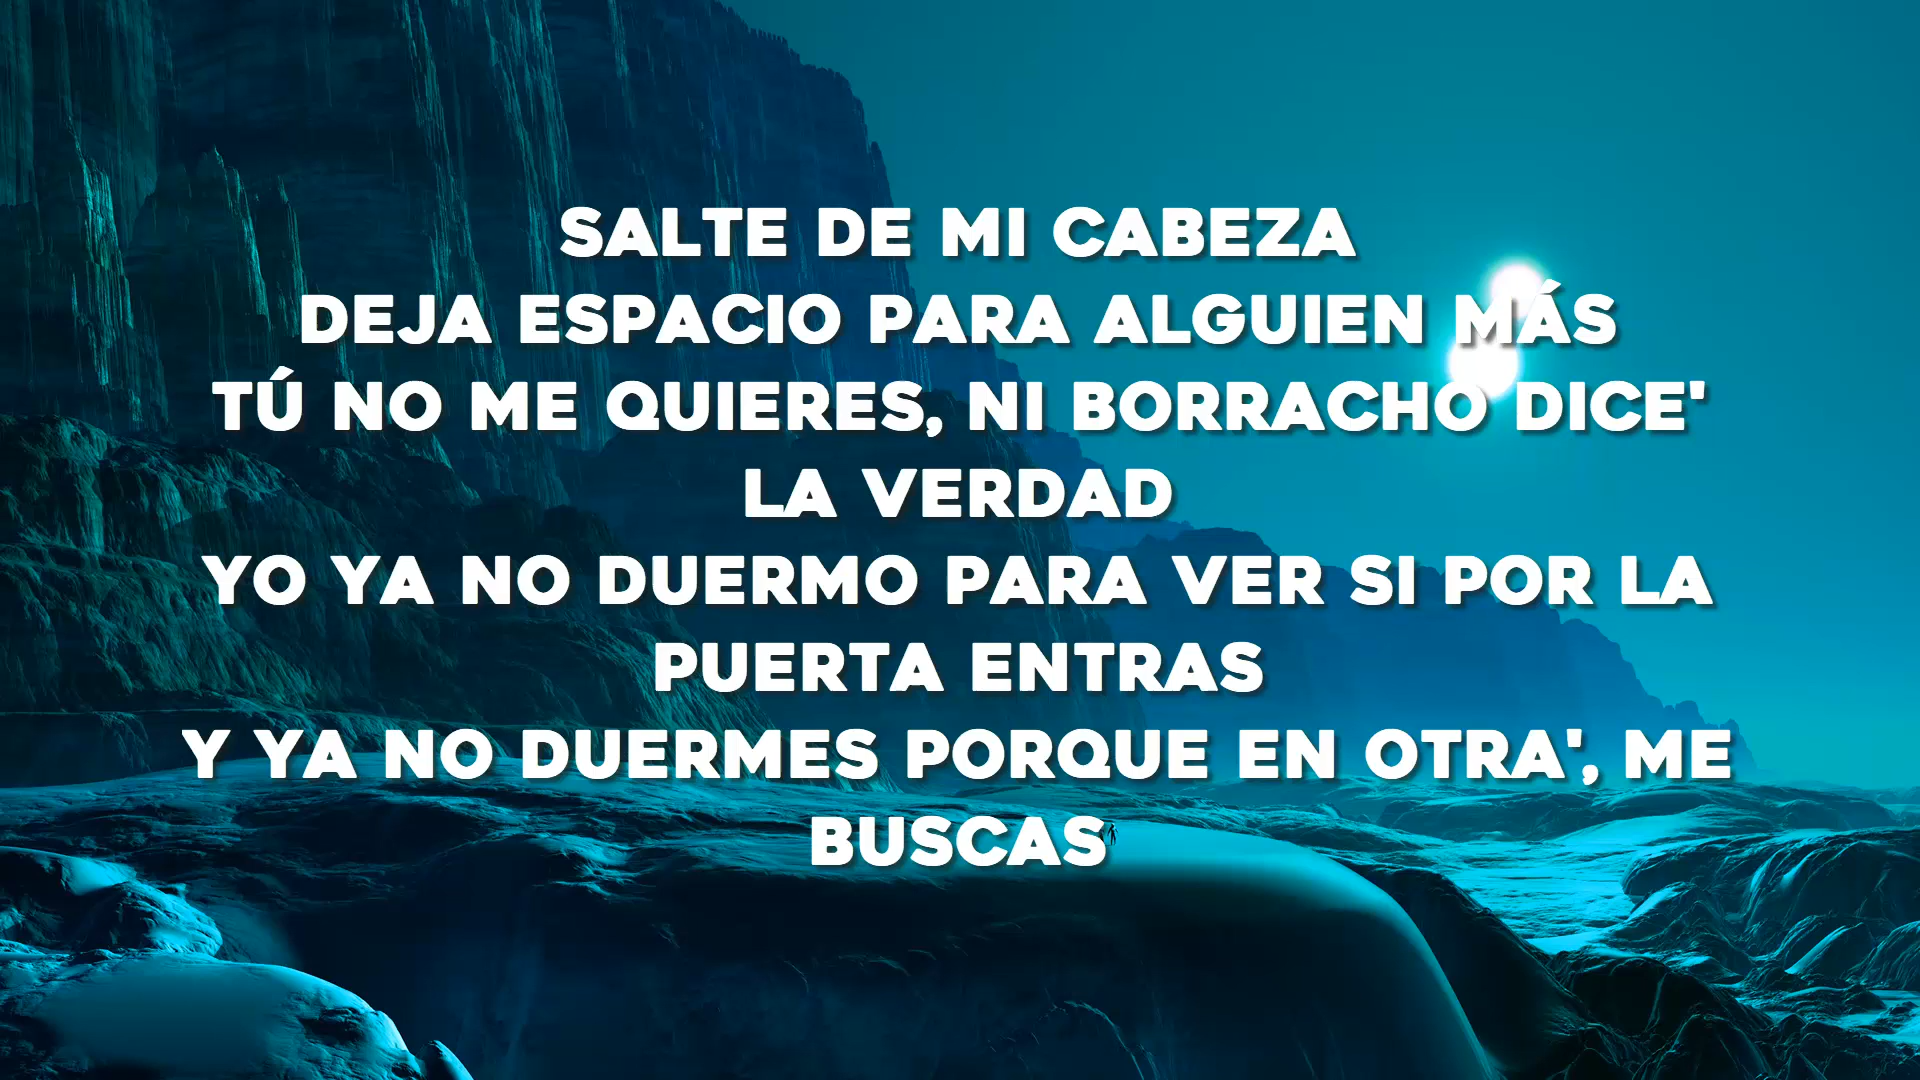 SALTE DE MI CABEZA
DEJA ESPACIO PARA ALGUIEN MÁS
TÚ NO ME QUIERES, NI BORRACHO DICE'
LA VERDAD
YO YA NO DUERMO PARA VER SI POR LA
PUERTA ENTRAS
Y YA NO DUERMES PORQUE EN OTRA', ME
BUSCAS